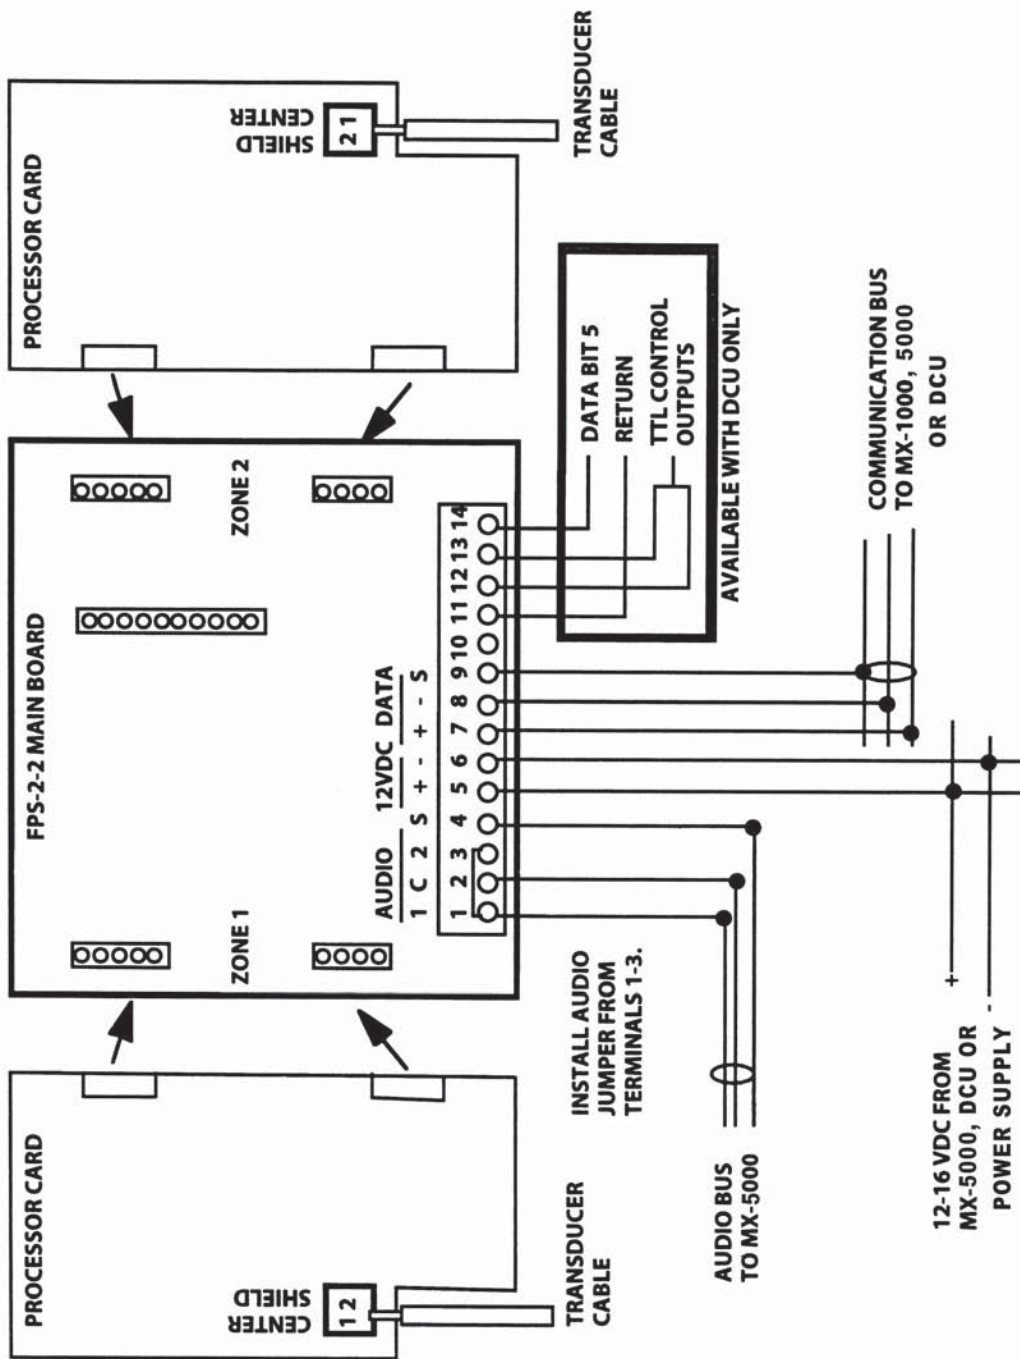 PROCESSOR CARD
CENTER
SHIELD
1 2
TRANSDUCER
CABLE
FPS-2-2 MAIN BOARD
ZONE 1
ZONE 2
AUDIO
12VDC
DATA
1 C 2 S + - + - S
1 2 3 4 5 6 7 8 9 10 11 12 13 14
PROCESSOR CARD
SHIELD
CENTER
2 1
TRANSDUCER
CABLE
INSTALL AUDIO
JUMPER FROM
TERMINALS 1-3.
DATA BIT 5
RETURN
TTL CONTROL
OUTPUTS
AVAILABLE WITH DCU ONLY
AUDIO BUS
TO MX-5000
COMMUNICATION BUS
TO MX-1000, 5000
OR DCU
12-16 VDC FROM
MX-5000, DCU OR
POWER SUPPLY
+
-